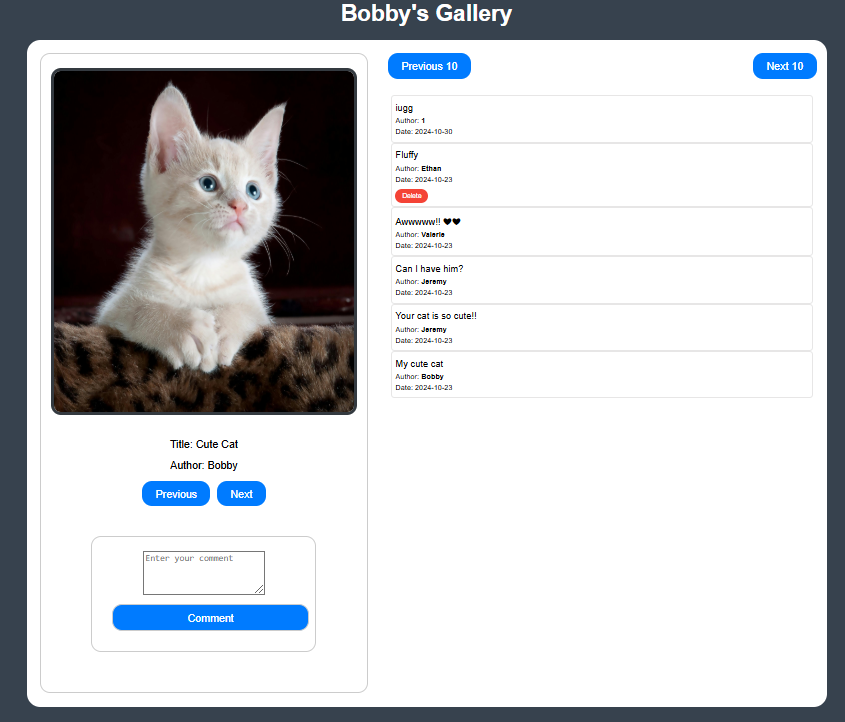 Bobby's Gallery
Title: Cute Cat
Author: Bobby
Previous Next
Enter your comment
Comment
Previous 10 Next 10
iugg
Author: 1
Date: 2024-10-30
Fluffy
Author: Ethan
Date: 2024-10-23
Delete
Awwwww!! ♥♥
Author: Valerie
Date: 2024-10-23
Can I have him?
Author: Jeremy
Date: 2024-10-23
Your cat is so cute!!
Author: Jeremy
Date: 2024-10-23
My cute cat
Author: Bobby
Date: 2024-10-23